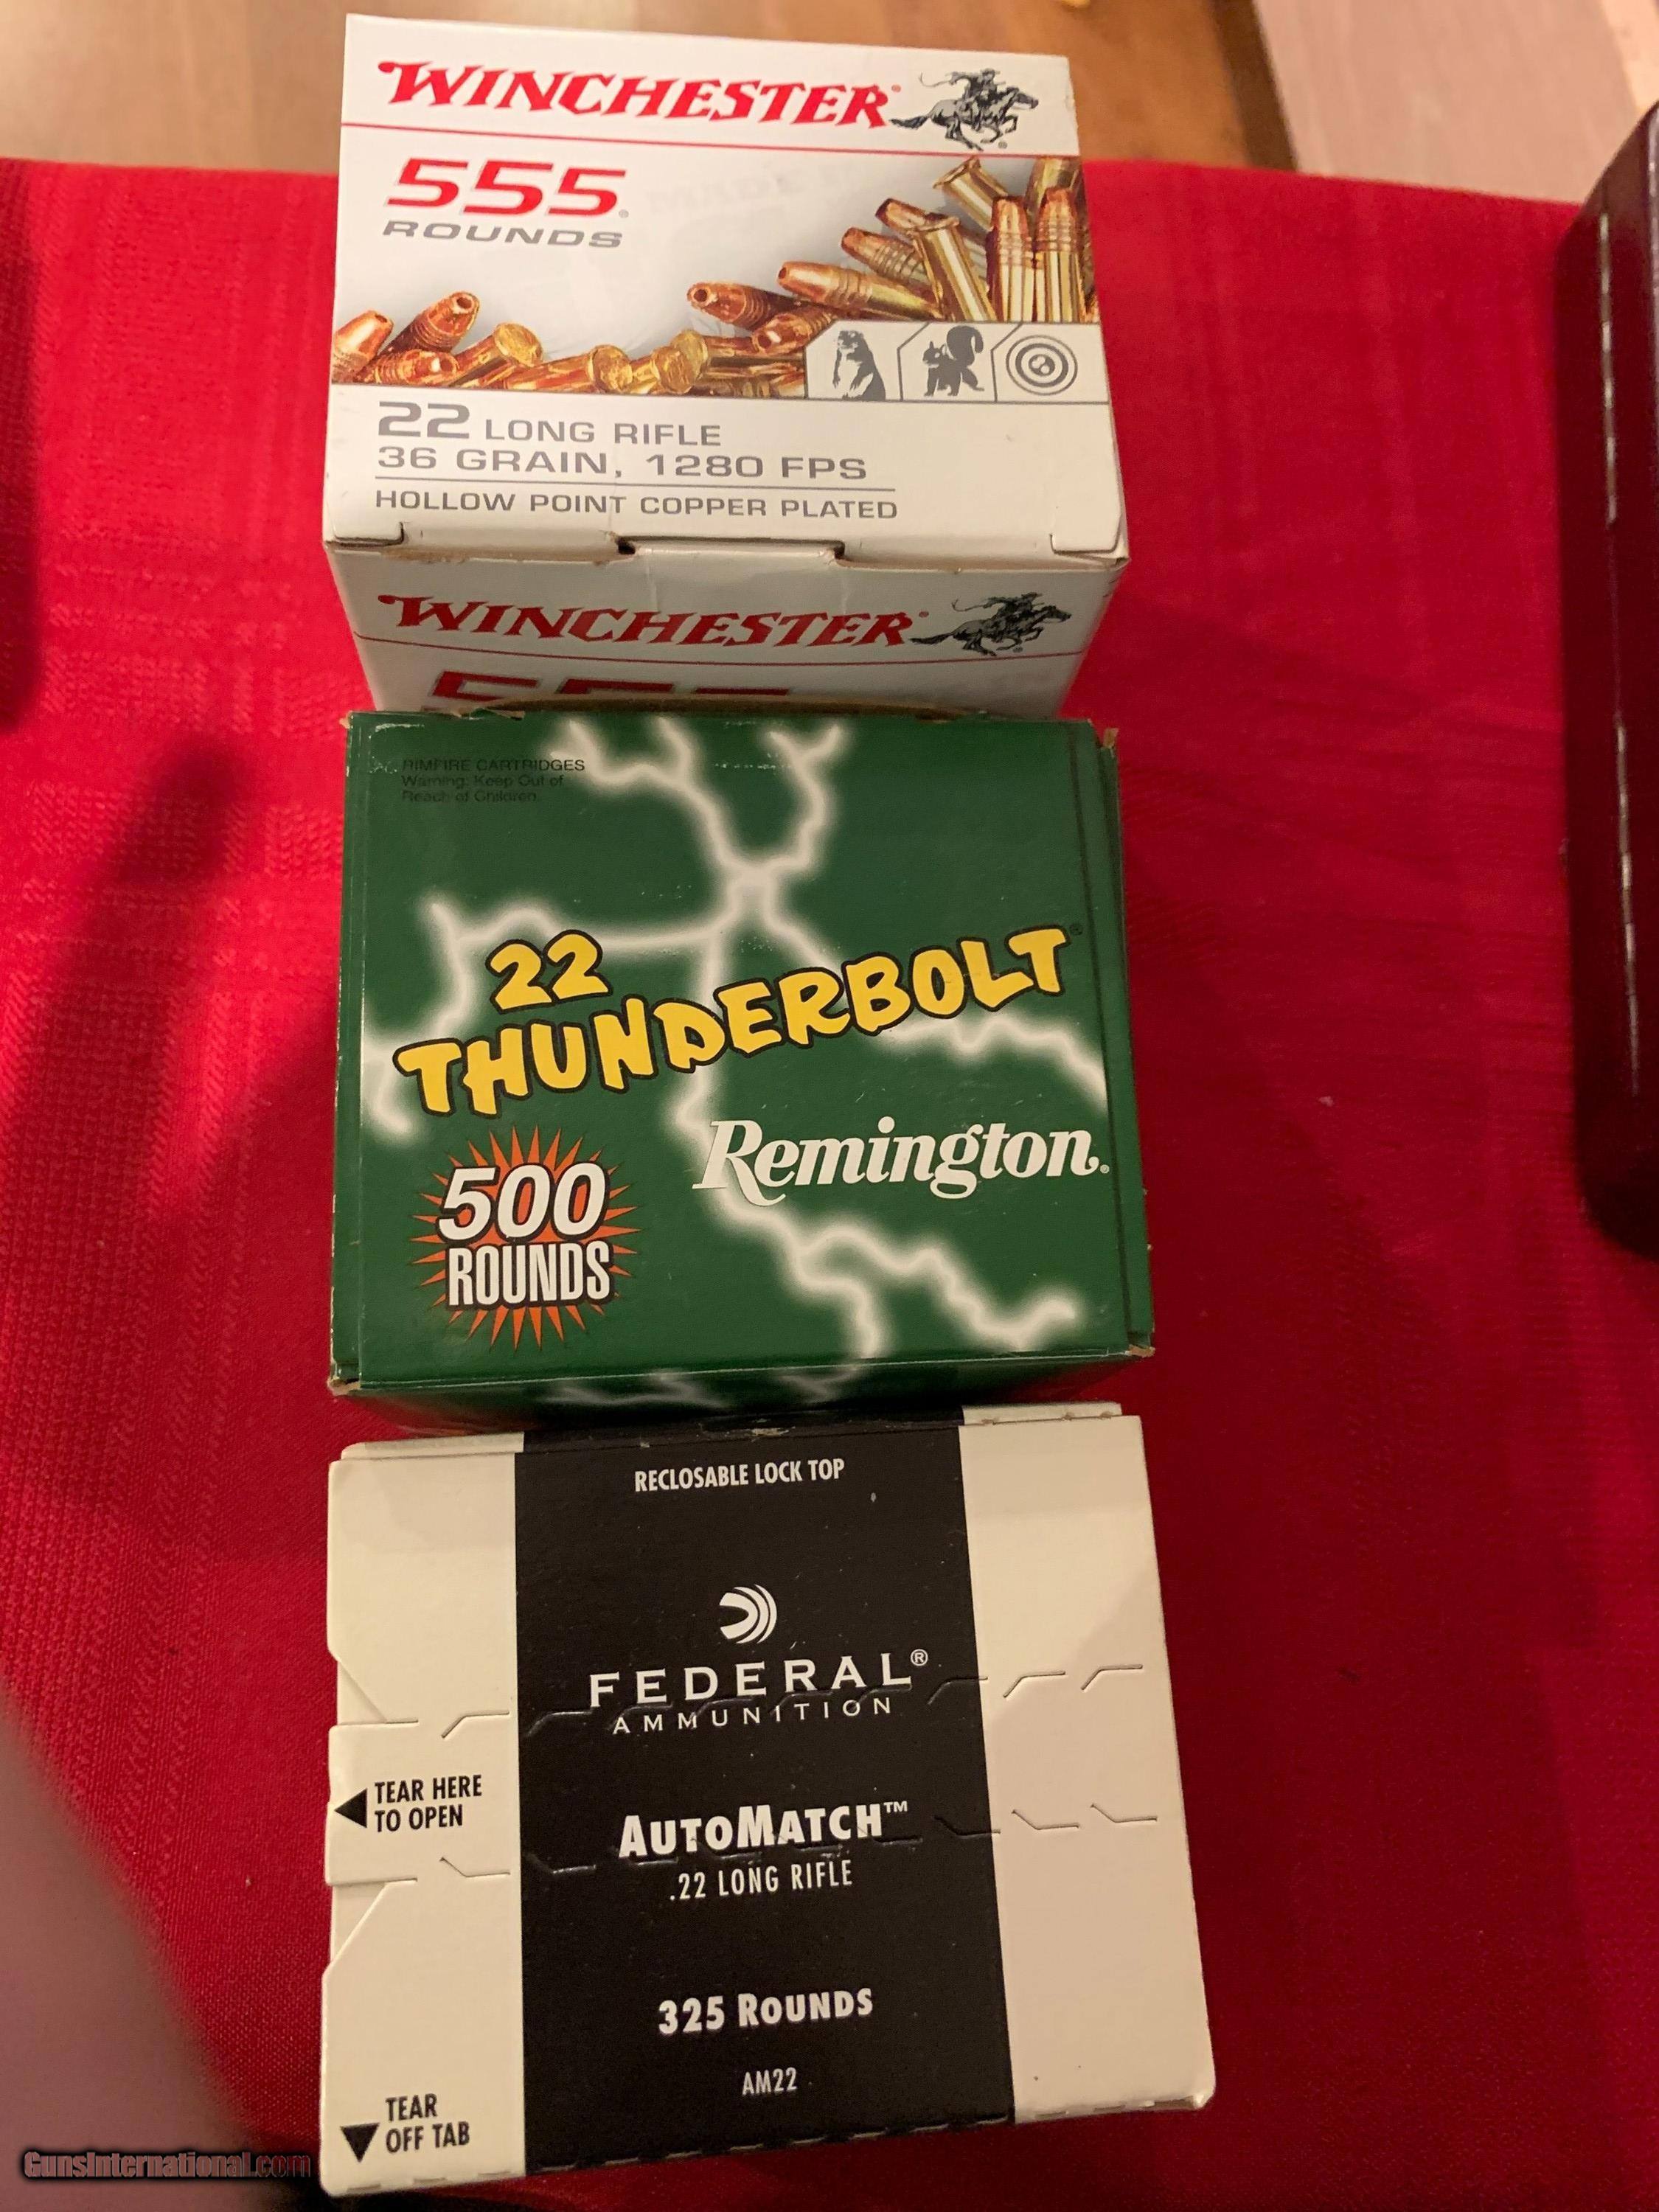 WINCHESTER®
555®
ROUNDS
22 LONG RIFLE
36 GRAIN, 1280 FPS
HOLLOW POINT COPPER PLATED
WINCHESTER®
555
RIMFIRE CARTRIDGES
Warning: Keep Out of
Reach of Children.
22
THUNDERBOLT®
Remington®
500
ROUNDS
RECLOSABLE LOCK TOP
FEDERAL®
AMMUNITION
TEAR HERE
TO OPEN
AUTOMATCH™
.22 LONG RIFLE
325 ROUNDS
AM22
TEAR
OFF TAB
GunsInternational.com